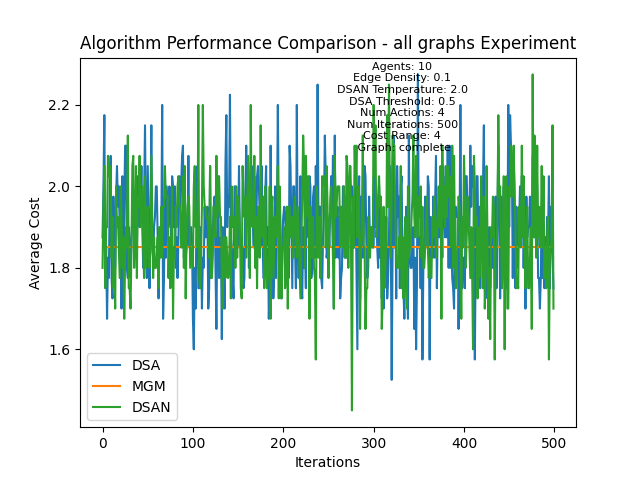 Algorithm Performance Comparison - all graphs Experiment
Agents: 10
Edge Density: 0.1
DSAN Temperature: 2.0
DSA Threshold: 0.5
Num Actions: 4
Num Iterations: 500
Cost Range: 4
Graph: complete
Average Cost
2.2
2.0
1.8
1.6
DSA
MGM
DSAN
0
100
200
300
400
500
Iterations